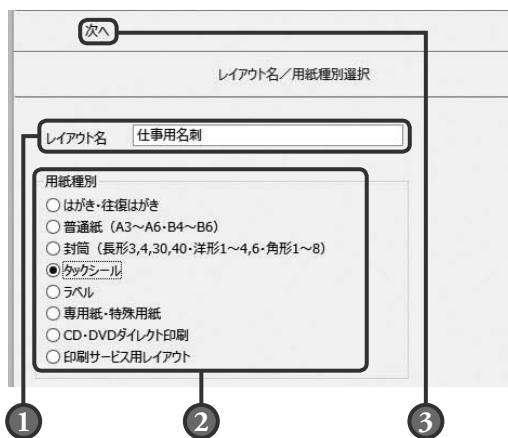 次へ
レイアウト名／用紙種別選択
レイアウト名 仕事用名刺
用紙種別
はがき・往復はがき
普通紙（A3～A6・B4～B6）
封筒（長形3,4,30,40・洋形1～4,6・角形1～8）
タックシール
ラベル
専用紙・特殊用紙
CD・DVDダイレクト印刷
印刷サービス用レイアウト
1 2 3